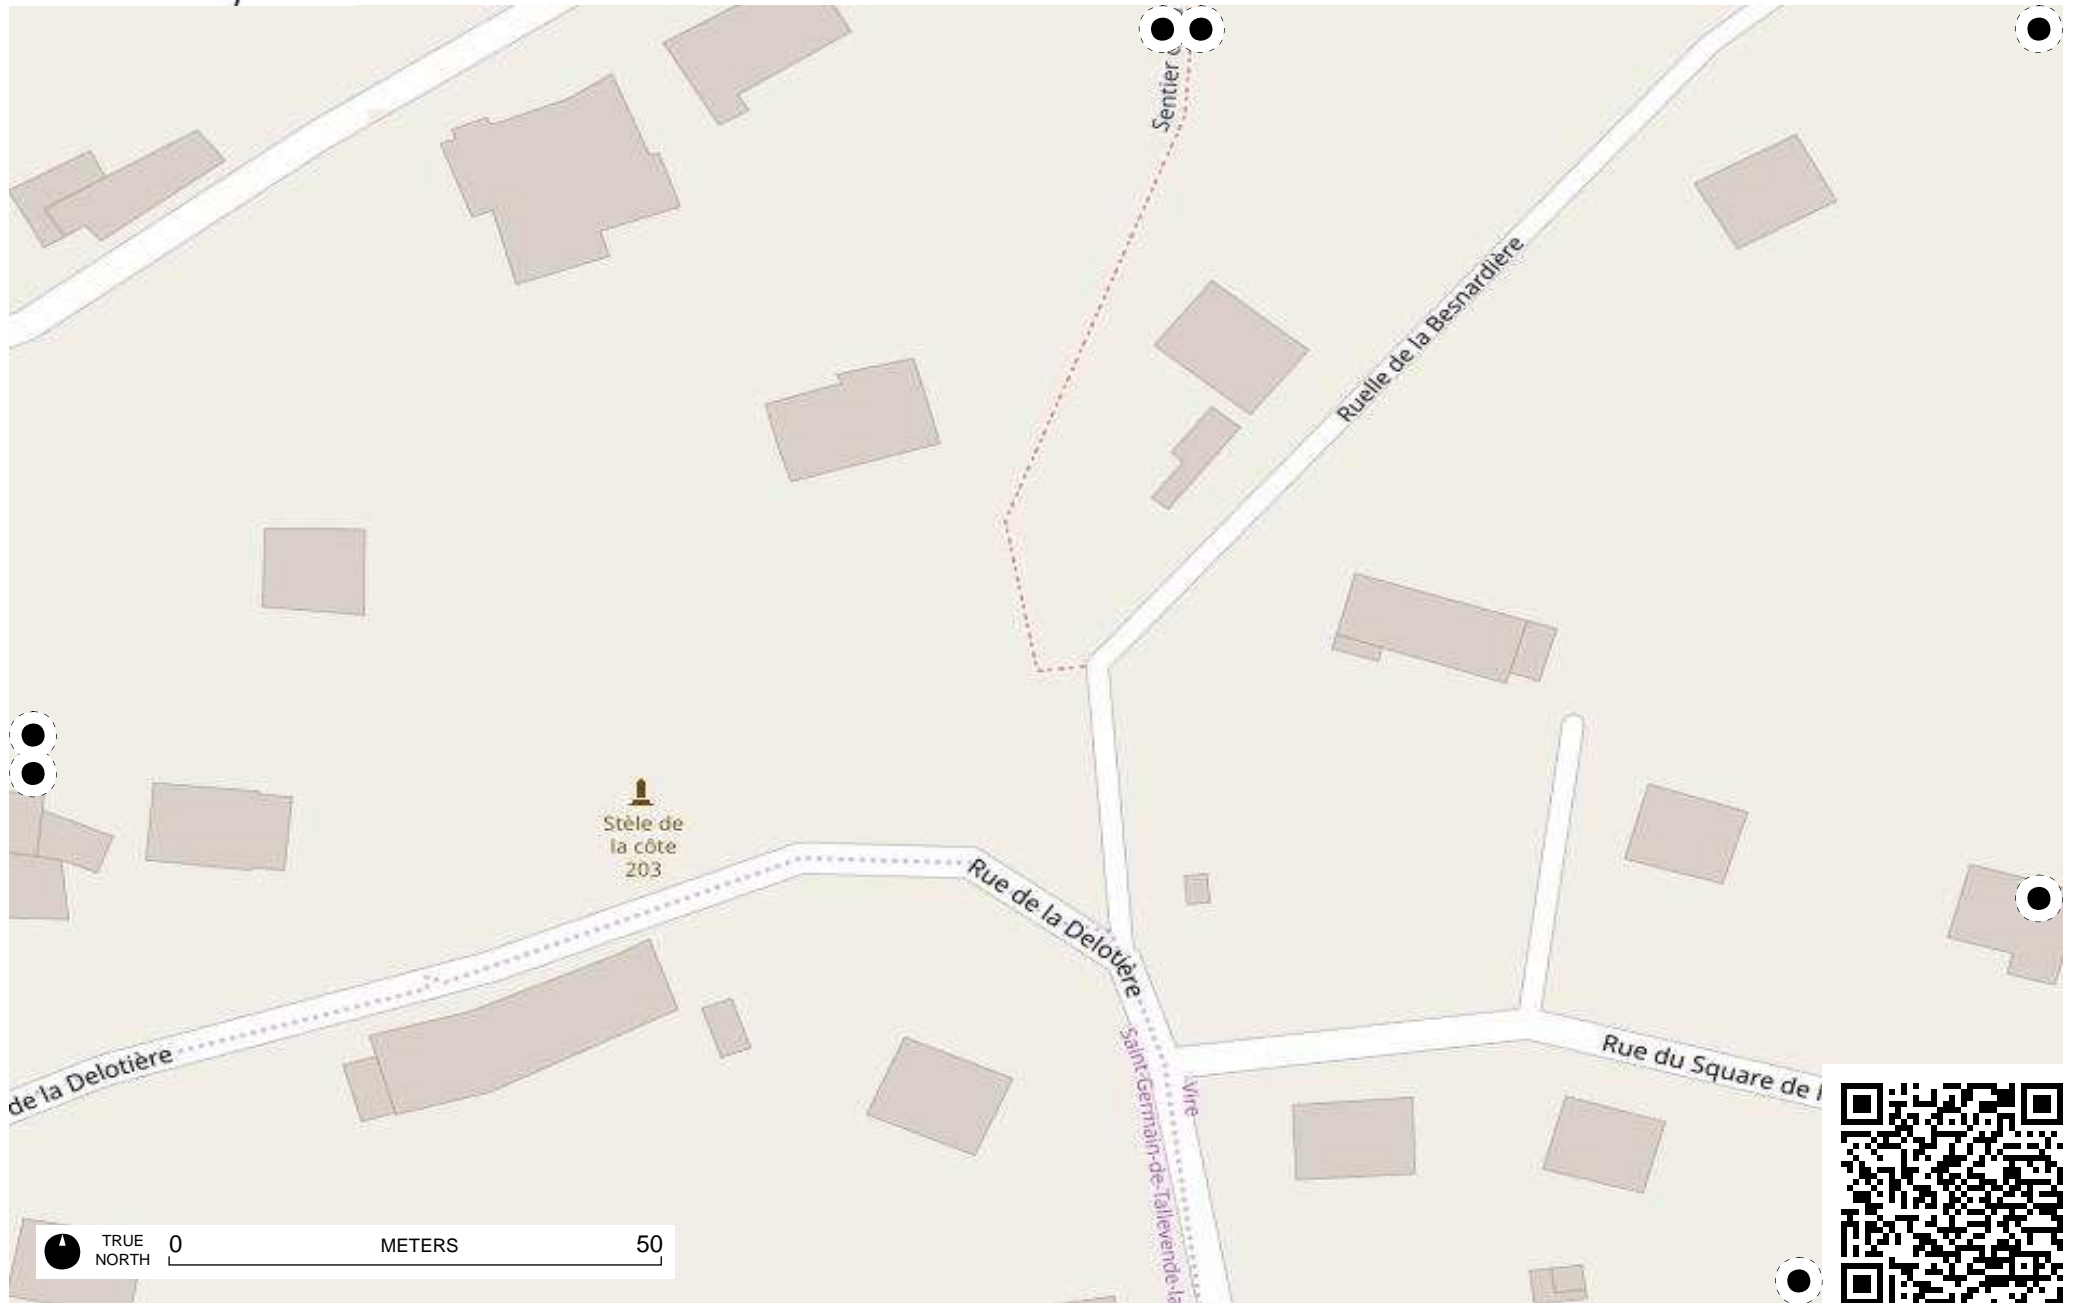 Sentier
Ruelle de la Besnardière
Stèle de
la côte
203
Rue de la Delotière
de la Delotière
Saint-Germain-de-Tallevende-la
Vire
Rue du Square de
TRUE
NORTH
0
METERS
50